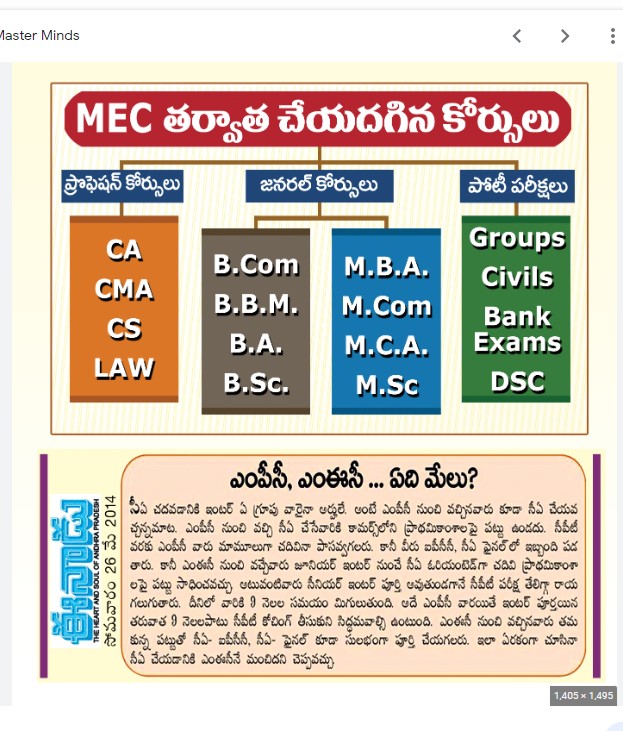 Master Minds
MEC తర్వాత చేయదగిన కోర్సులు
ప్రొఫెషన్ కోర్సులు
జనరల్ కోర్సులు
పోటీ పరీక్షలు
CA
CMA
CS
LAW
B.Com
B.B.M.
B.A.
B.Sc.
M.B.A.
M.Com
M.C.A.
M.Sc
Groups
Civils
Bank
Exams
DSC
ఈనాడు
THE HEART AND SOUL OF ANDHRA PRADESH
సోమవారం 26 మే 2014
ఎంపీసీ, ఎంఈసీ ... ఏది మేలు?
సీఏ చదవడానికి ఇంటర్ ఏ గ్రూపు వారైనా అర్హులే. అంటే ఎంపీసీ నుంచి వచ్చినవారు కూడా సీఏ చేయవ
చ్చన్నమాట. ఎంపీసీ నుంచి వచ్చి సీఏ చేసేవారికి కామర్స్‌లోని ప్రాథమికాంశాలపై పట్టు ఉండదు. సీపీటీ
వరకు ఎంపీసీ వారు మామూలుగా చదివినా పాసవ్వగలరు. కానీ వీరు ఐపీసీసీ, సీఏ ఫైనల్‌లో ఇబ్బంది పడ
తారు. కానీ ఎంఈసీ నుంచి వచ్చేవారు జూనియర్ ఇంటర్ నుంచే సీఏ ఓరియంటెడ్‌గా చదివి ప్రాథమికాంశా
లపై పట్టు సాధించవచ్చు. అటువంటివారు సీనియర్ ఇంటర్ పూర్తి అవుతుండగానే సీపీటీ పరీక్ష తేలిగ్గా రాయ
గలుగుతారు. దీనిలో వారికి 9 నెలల సమయం మిగులుతుంది. అదే ఎంపీసీ వారయితే ఇంటర్ పూర్తయిన
తరువాత 9 నెలలపాటు సీపీటీ కోచింగ్ తీసుకుని సిద్ధమవాల్సి ఉంటుంది. ఎంఈసీ నుంచి వచ్చినవారు తమ
కున్న పట్టుతో సీఏ- ఐపీసీసీ, సీఏ- ఫైనల్ కూడా సులభంగా పూర్తి చేయగలరు. ఇలా ఏరకంగా చూసినా
సీఏ చేయడానికి ఎంఈసీనే మంచిదని చెప్పవచ్చు.
1,405 × 1,495